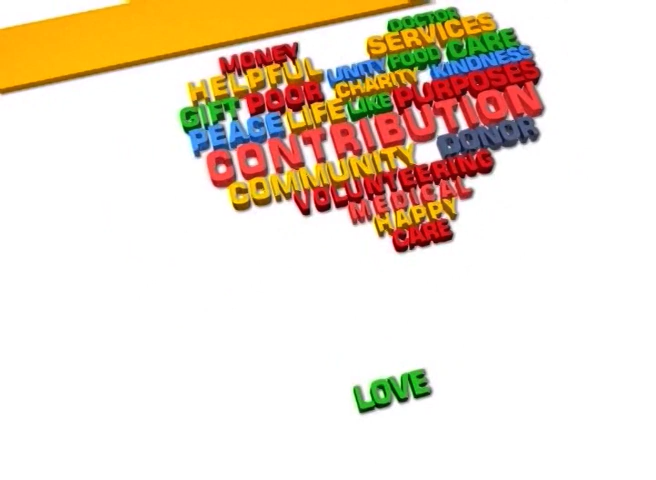 DOCTOR
SERVICES
MONEY
HELPFUL UNITY FOOD CARE
CHARITY KINDNESS
GIFT POOR LIFE LIKE PURPOSES
PEACE CONTRIBUTION
COMMUNITY DONOR
VOLUNTEERING
MEDICAL
HAPPY
CARE
LOVE